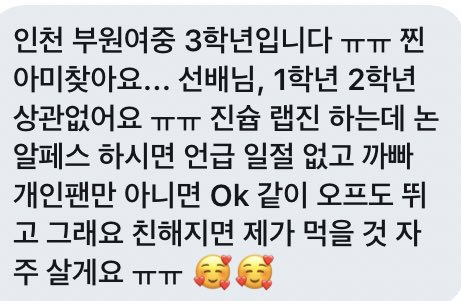 인천 부원여중 3학년입니다 ㅠㅠ 찐
아미찾아요... 선배님, 1학년 2학년
상관없어요 ㅠㅠ 진슙 랩진 하는데 논
알페스 하시면 언급 일절 없고 까빠
개인팬만 아니면 Ok 같이 오프도 뛰
고 그래요 친해지면 제가 먹을 것 자
주 살게요 ㅠㅠ 🥰🥰